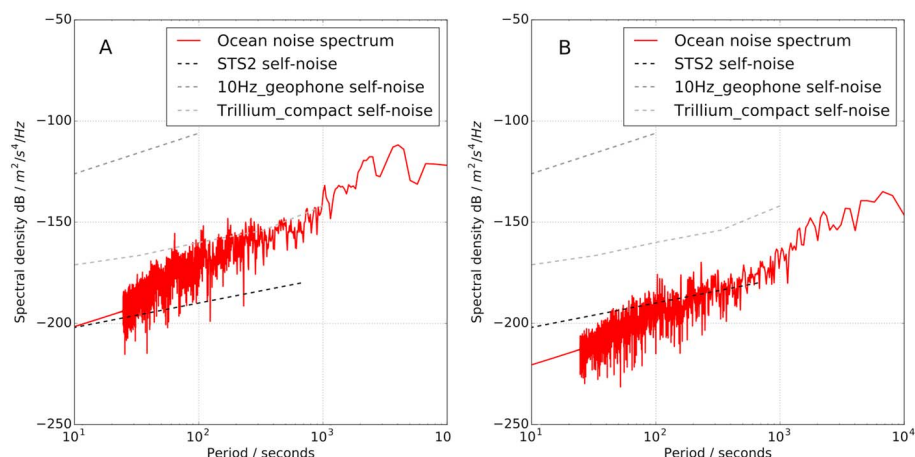 A
Ocean noise spectrum
STS2 self-noise
10Hz_geophone self-noise
Trillium_compact self-noise
−50
−100
−150
−200
−250
Spectral density dB / m²/s⁴/Hz
10¹
10²
10³
10
Period / seconds
B
Ocean noise spectrum
STS2 self-noise
10Hz_geophone self-noise
Trillium_compact self-noise
−50
−100
−150
−200
−250
Spectral density dB / m²/s⁴/Hz
10¹
10²
10³
10⁴
Period / seconds